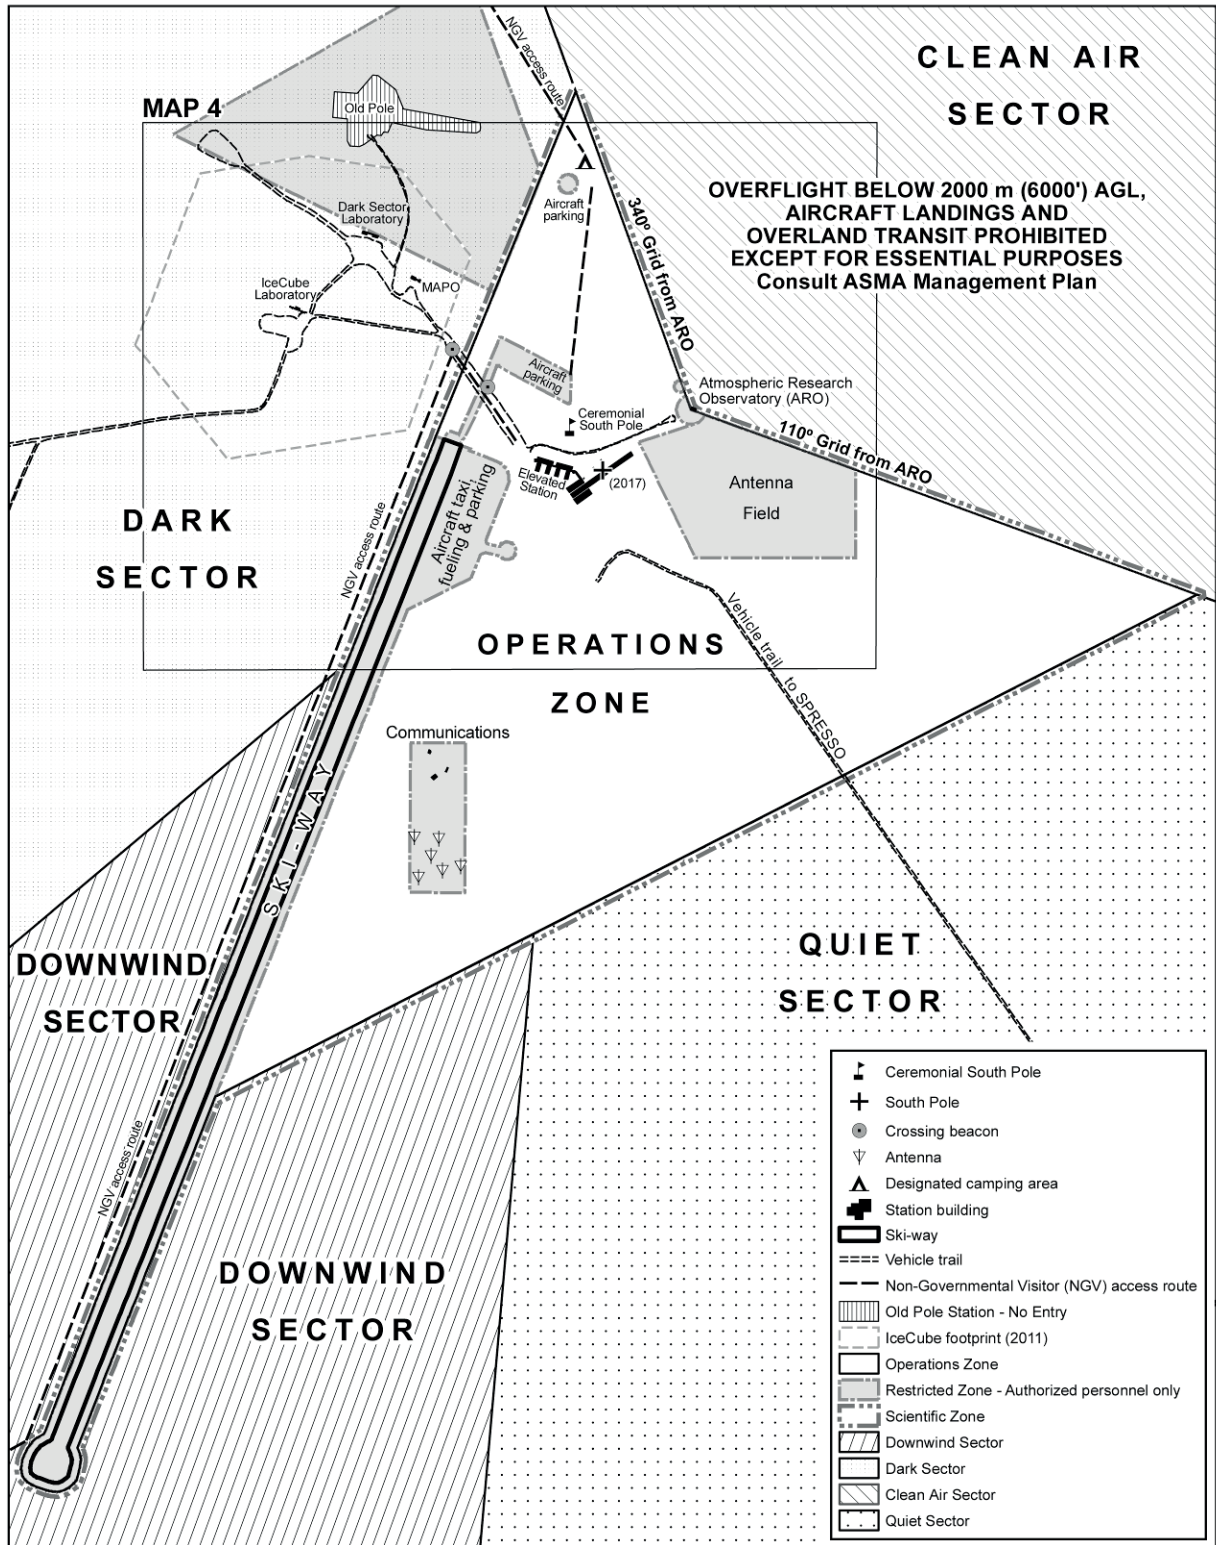 NGV access route
CLEAN AIR
SECTOR
MAP 4
Old Pole
OVERFLIGHT BELOW 2000 m (6000') AGL,
AIRCRAFT LANDINGS AND
OVERLAND TRANSIT PROHIBITED
EXCEPT FOR ESSENTIAL PURPOSES
Consult ASMA Management Plan
Aircraft
parking
Dark Sector
Laboratory
340º Grid from ARO
IceCube
Laboratory
MAPO
Aircraft
parking
Atmospheric Research
Observatory (ARO)
Ceremonial
South Pole
110º Grid from ARO
Elevated
Station
(2017)
Antenna
Field
Aircraft taxi,
fueling & parking
DARK
SECTOR
NGV access route
OPERATIONS
ZONE
Vehicle trail to SPRESSO
Communications
SKI-WAY
DOWNWIND
SECTOR
QUIET
SECTOR
NGV access route
DOWNWIND
SECTOR
Ceremonial South Pole
South Pole
Crossing beacon
Antenna
Designated camping area
Station building
Ski-way
Vehicle trail
Non-Governmental Visitor (NGV) access route
Old Pole Station - No Entry
IceCube footprint (2011)
Operations Zone
Restricted Zone - Authorized personnel only
Scientific Zone
Downwind Sector
Dark Sector
Clean Air Sector
Quiet Sector